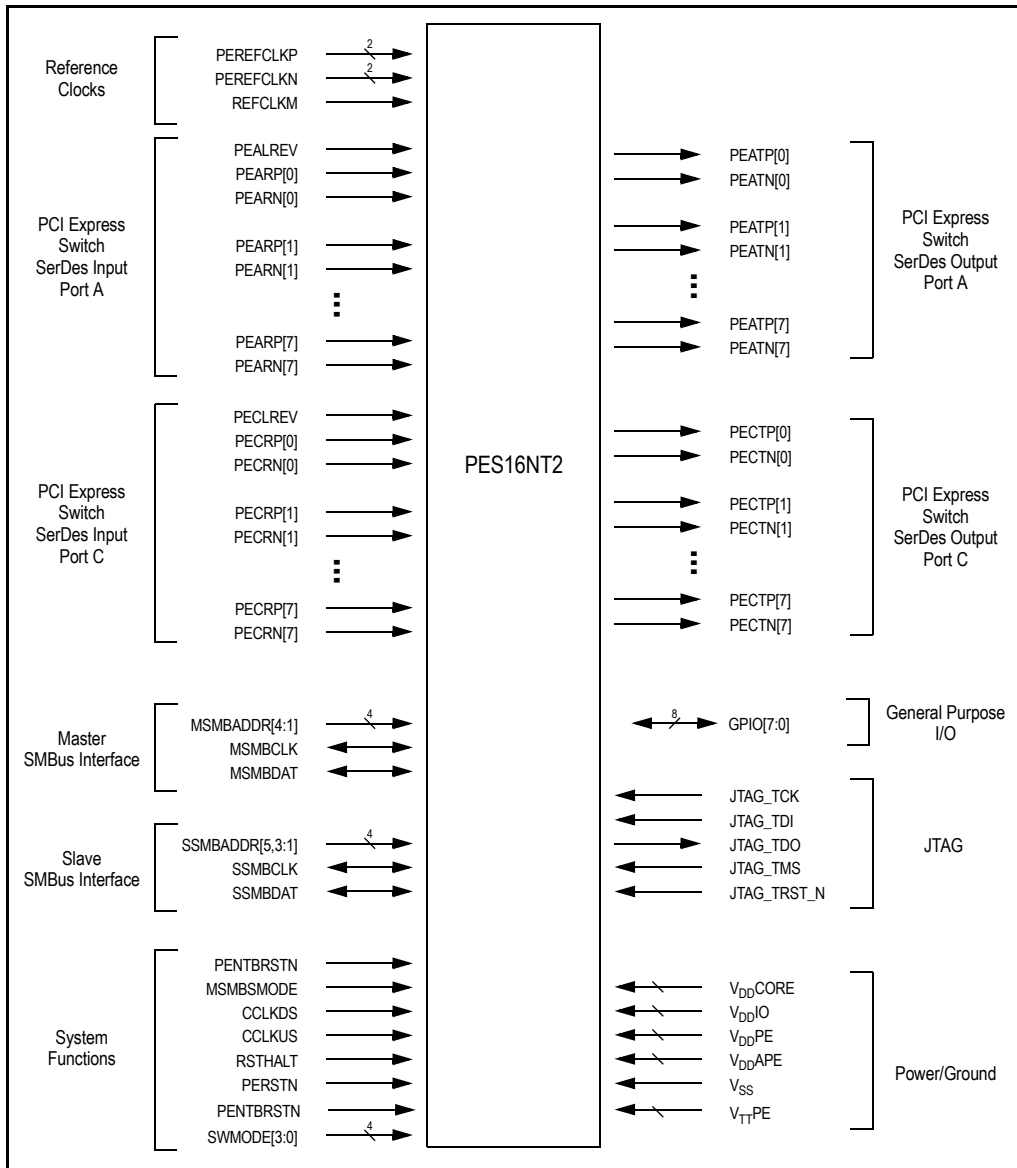 Reference
Clocks
PEREFCLKP
2
PEREFCLKN
2
REFCLKM
PCI Express
Switch
SerDes Input
Port A
PEALREV
PEARP[0]
PEARN[0]
PEARP[1]
PEARN[1]
PEARP[7]
PEARN[7]
PCI Express
Switch
SerDes Input
Port C
PECLREV
PECRP[0]
PECRN[0]
PECRP[1]
PECRN[1]
PECRP[7]
PECRN[7]
Master
SMBus Interface
MSMBADDR[4:1]
4
MSMBCLK
MSMBDAT
Slave
SMBus Interface
SSMBADDR[5,3:1]
4
SSMBCLK
SSMBDAT
System
Functions
PENTBRSTN
MSMBSMODE
CCLKDS
CCLKUS
RSTHALT
PERSTN
PENTBRSTN
SWMODE[3:0]
4
PES16NT2
PEATP[0]
PEATN[0]
PEATP[1]
PEATN[1]
PEATP[7]
PEATN[7]
PCI Express
Switch
SerDes Output
Port A
PECTP[0]
PECTN[0]
PECTP[1]
PECTN[1]
PECTP[7]
PECTN[7]
PCI Express
Switch
SerDes Output
Port C
8
GPIO[7:0]
General Purpose
I/O
JTAG_TCK
JTAG_TDI
JTAG_TDO
JTAG_TMS
JTAG_TRST_N
JTAG
VDDCORE
VDDIO
VDDPE
VDDAPE
VSS
VTTPE
Power/Ground